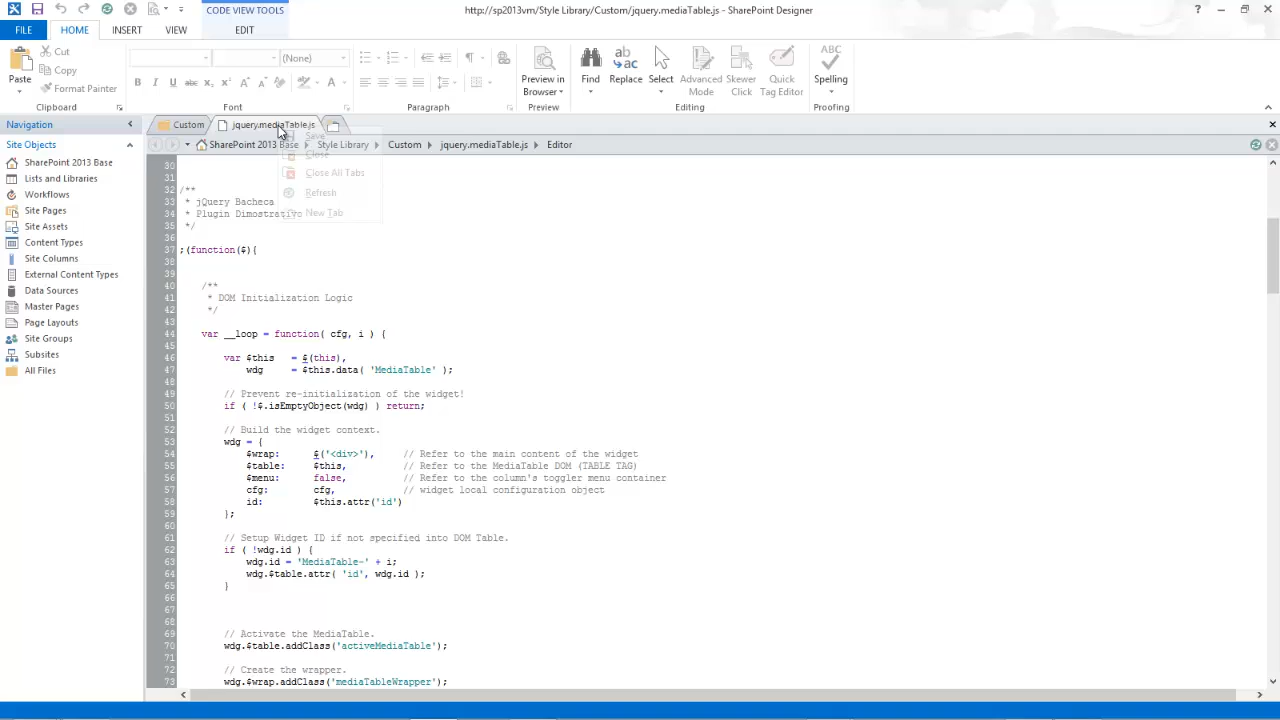 CODE VIEW TOOLS
http://sp2013vm/Style Library/Custom/jquery.mediaTable.js - SharePoint Designer
FILE HOME INSERT VIEW EDIT
Paste
Cut
Copy
Format Painter
Clipboard
(None)
B I U abc x₂ x² A
Font
Paragraph
Preview in Browser
Preview
Find
Replace
Select
Advanced Mode
Skewer Click
Quick Tag Editor
Editing
ABC
Spelling
Proofing
Navigation
Custom
jquery.mediaTable.js
Site Objects
SharePoint 2013 Base Style Library Custom jquery.mediaTable.js Editor
SharePoint 2013 Base
Lists and Libraries
Workflows
Site Pages
Site Assets
Content Types
Site Columns
External Content Types
Data Sources
Master Pages
Page Layouts
Site Groups
Subsites
All Files
Save
Close
Close All Tabs
Refresh
New Tab
30
31
32 /**
33 * jQuery Bacheca
34 * Plugin Dimostrativo
35 */
36
37 ;(function($){
38
39
40 /**
41 * DOM Initialization Logic
42 */
43
44 var __loop = function( cfg, i ) {
45
46 var $this = $(this),
47 wdg = $this.data( 'MediaTable' );
48
49 // Prevent re-initialization of the widget!
50 if ( !$.isEmptyObject(wdg) ) return;
51
52 // Build the widget context.
53 wdg = {
54 $wrap: $('<div>'), // Refer to the main content of the widget
55 $table: $this, // Refer to the MediaTable DOM (TABLE TAG)
56 $menu: false, // Refer to the column's toggler menu container
57 cfg: cfg, // widget local configuration object
58 id: $this.attr('id')
59 };
60
61 // Setup Widget ID if not specified into DOM Table.
62 if ( !wdg.id ) {
63 wdg.id = 'MediaTable-' + i;
64 wdg.$table.attr( 'id', wdg.id );
65 }
66
67
68
69 // Activate the MediaTable.
70 wdg.$table.addClass('activeMediaTable');
71
72 // Create the wrapper.
73 wdg.$wrap.addClass('mediaTableWrapper');